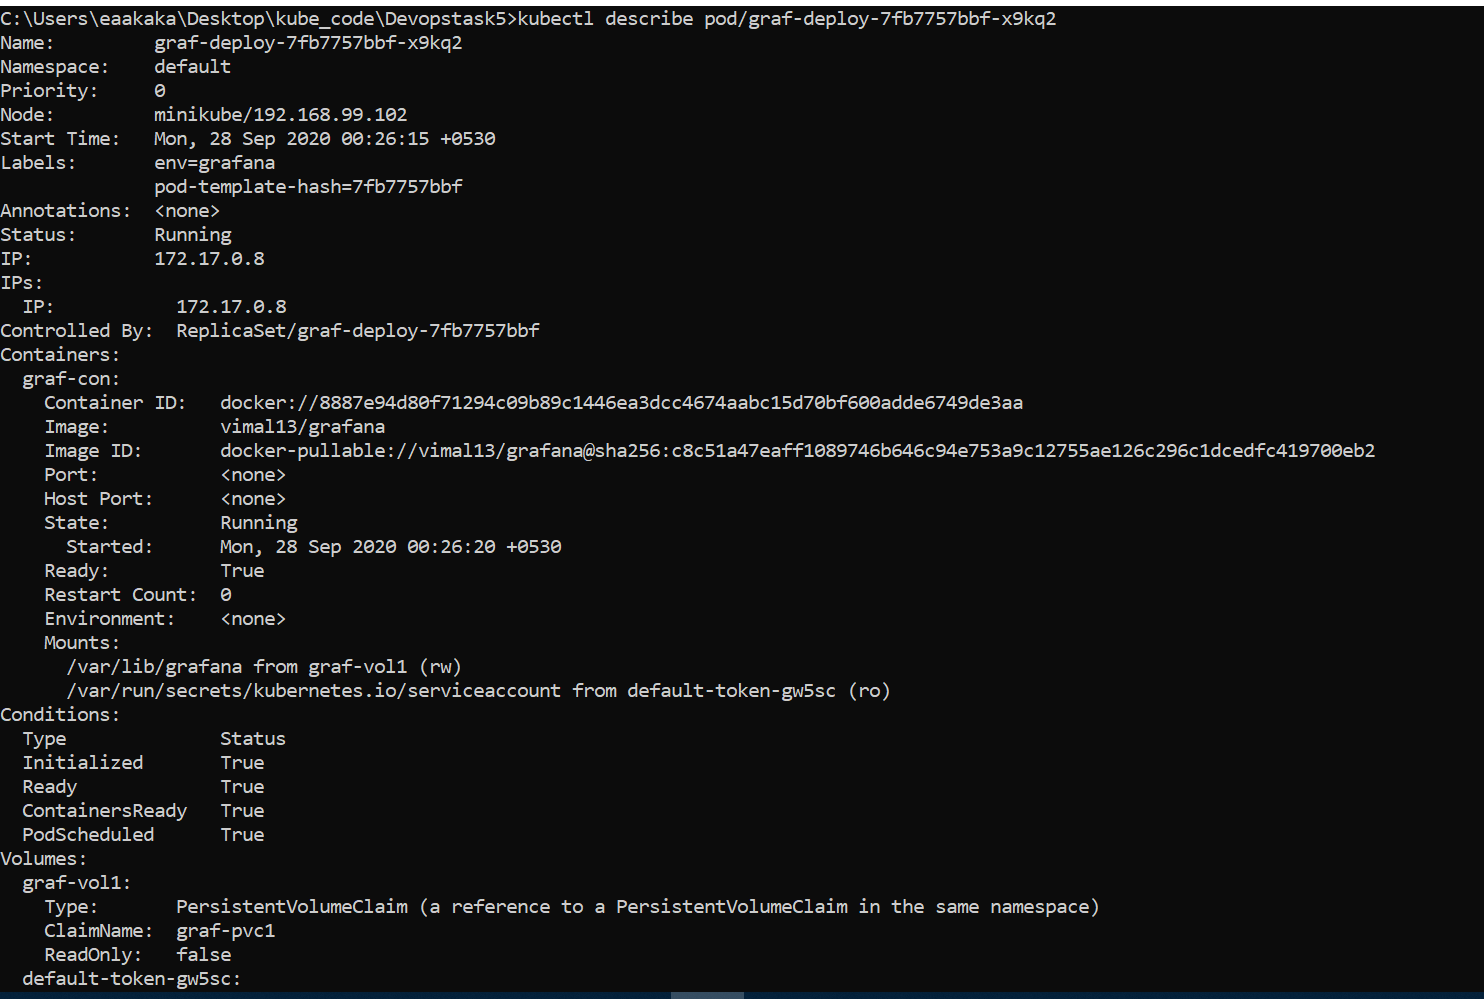 C:\Users\eaakaka\Desktop\kube_code\Devopstask5>kubectl describe pod/graf-deploy-7fb7757bbf-x9kq2
Name:         graf-deploy-7fb7757bbf-x9kq2
Namespace:    default
Priority:     0
Node:         minikube/192.168.99.102
Start Time:   Mon, 28 Sep 2020 00:26:15 +0530
Labels:       env=grafana
              pod-template-hash=7fb7757bbf
Annotations:  <none>
Status:       Running
IP:           172.17.0.8
IPs:
  IP:           172.17.0.8
Controlled By:  ReplicaSet/graf-deploy-7fb7757bbf
Containers:
  graf-con:
    Container ID:   docker://8887e94d80f71294c09b89c1446ea3dcc4674aabc15d70bf600adde6749de3aa
    Image:          vimal13/grafana
    Image ID:       docker-pullable://vimal13/grafana@sha256:c8c51a47eaff1089746b646c94e753a9c12755ae126c296c1dcedfc419700eb2
    Port:           <none>
    Host Port:      <none>
    State:          Running
      Started:      Mon, 28 Sep 2020 00:26:20 +0530
    Ready:          True
    Restart Count:  0
    Environment:    <none>
    Mounts:
      /var/lib/grafana from graf-vol1 (rw)
      /var/run/secrets/kubernetes.io/serviceaccount from default-token-gw5sc (ro)
Conditions:
  Type              Status
  Initialized       True
  Ready             True
  ContainersReady   True
  PodScheduled      True
Volumes:
  graf-vol1:
    Type:       PersistentVolumeClaim (a reference to a PersistentVolumeClaim in the same namespace)
    ClaimName:  graf-pvc1
    ReadOnly:   false
  default-token-gw5sc: